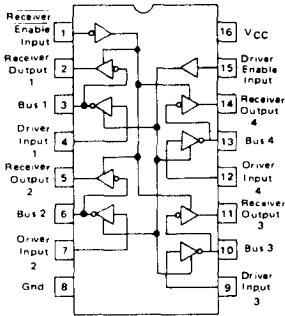 Receiver
Enable
Input
1
Receiver
Output
1
2
Bus 1
3
Driver
Input
1
4
Receiver
Output
2
5
Bus 2
6
Driver
Input
2
7
Gnd
8
16
VCC
15
Driver
Enable
Input
14
Receiver
Output
4
13
Bus 4
12
Driver
Input
4
11
Receiver
Output
3
10
Bus 3
9
Driver
Input
3